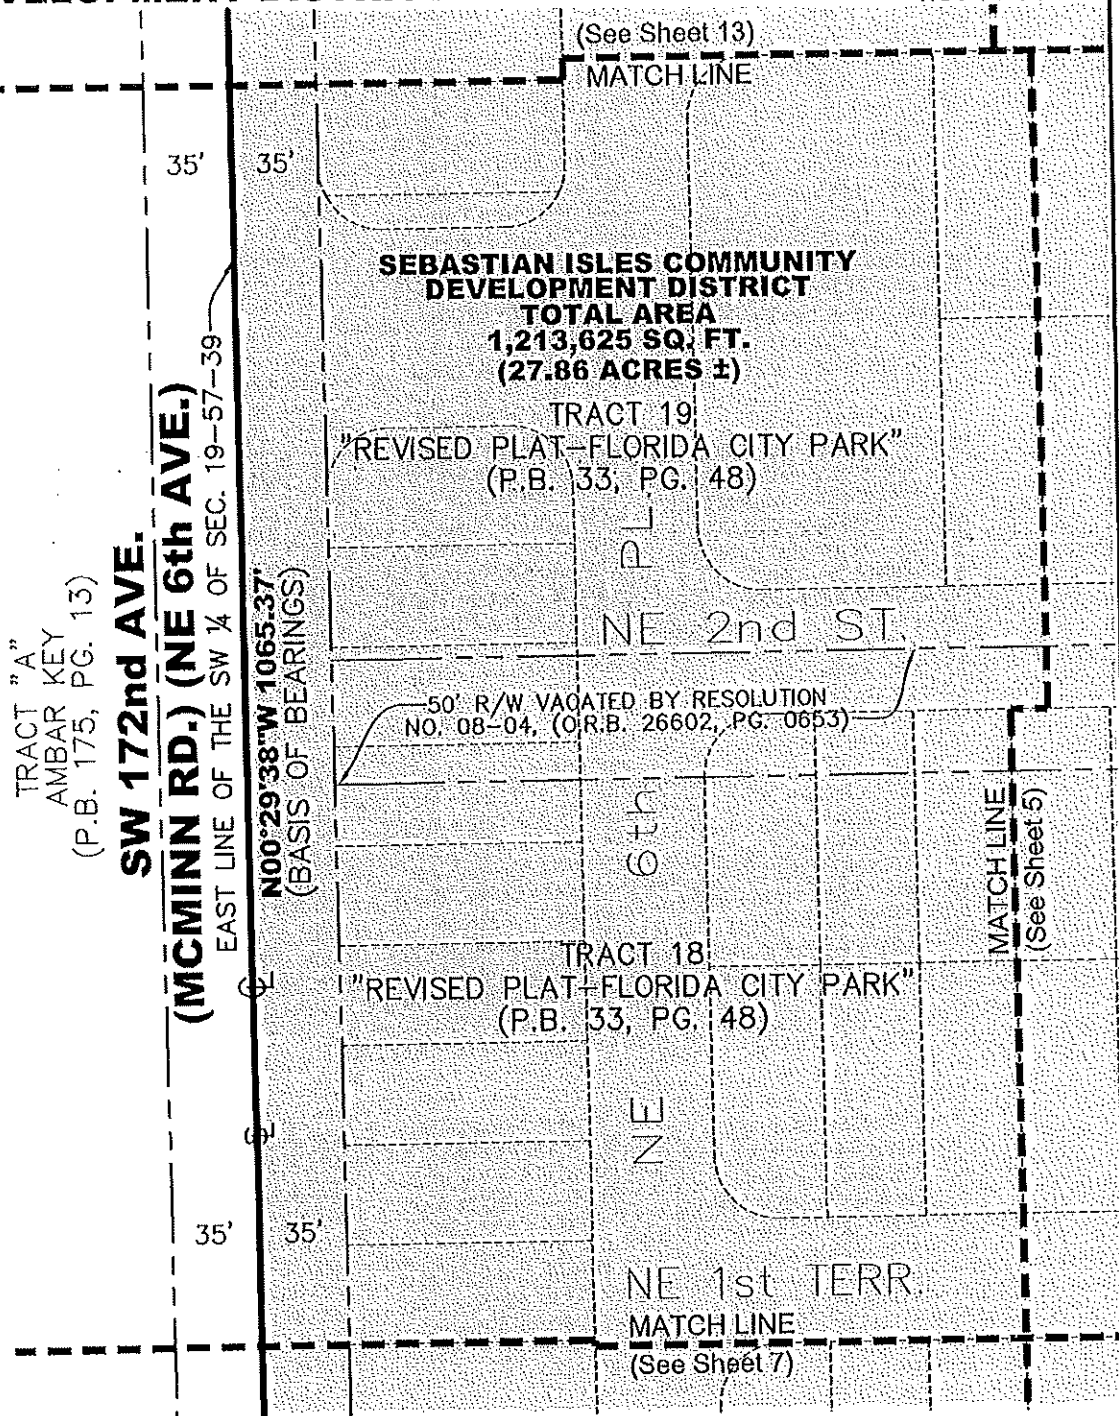 (See Sheet 13)
MATCH LINE
35'
35'
SEBASTIAN ISLES COMMUNITY
DEVELOPMENT DISTRICT
TOTAL AREA
1,213,625 SQ. FT.
(27.86 ACRES ±)
TRACT 19
"REVISED PLAT-FLORIDA CITY PARK"
(P.B. 33, PG. 48)
TRACT "A"
AMBAR KEY
(P.B. 175, PG. 13)
SW 172nd AVE.
(MCMINN RD.) (NE 6th AVE.)
EAST LINE OF THE SW ¼ OF SEC. 19-57-39
N00°29'38"W 1065.37'
(BASIS OF BEARINGS)
NE 6th PL.
NE 2nd ST.
50' R/W VACATED BY RESOLUTION
NO. 08-04, (O.R.B. 26602, PG. 0653)
MATCH LINE
(See Sheet 5)
TRACT 18
"REVISED PLAT-FLORIDA CITY PARK"
(P.B. 33, PG. 48)
35'
35'
NE 1st TERR.
MATCH LINE
(See Sheet 7)